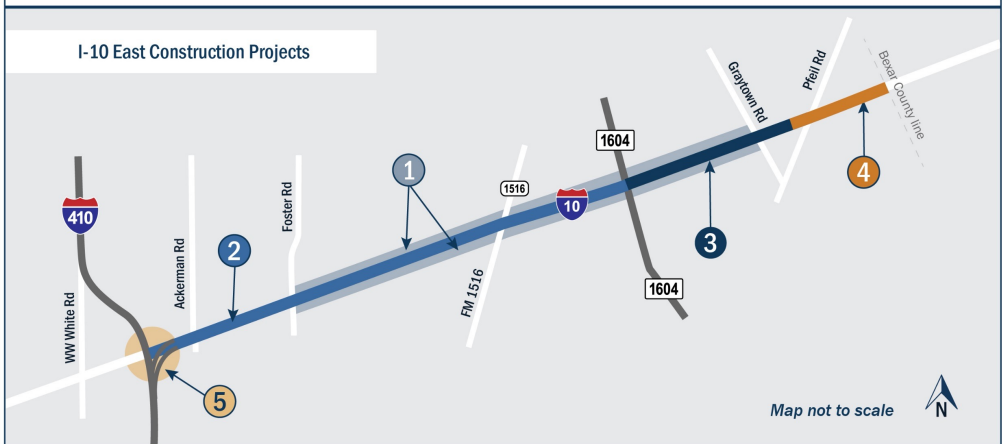 I-10 East Construction Projects
Graytown Rd
Pfeil Rd
Bexar County line
1604
4
1
1516
10
410
Foster Rd
3
2
Ackerman Rd
FM 1516
1604
WW White Rd
5
Map not to scale
N